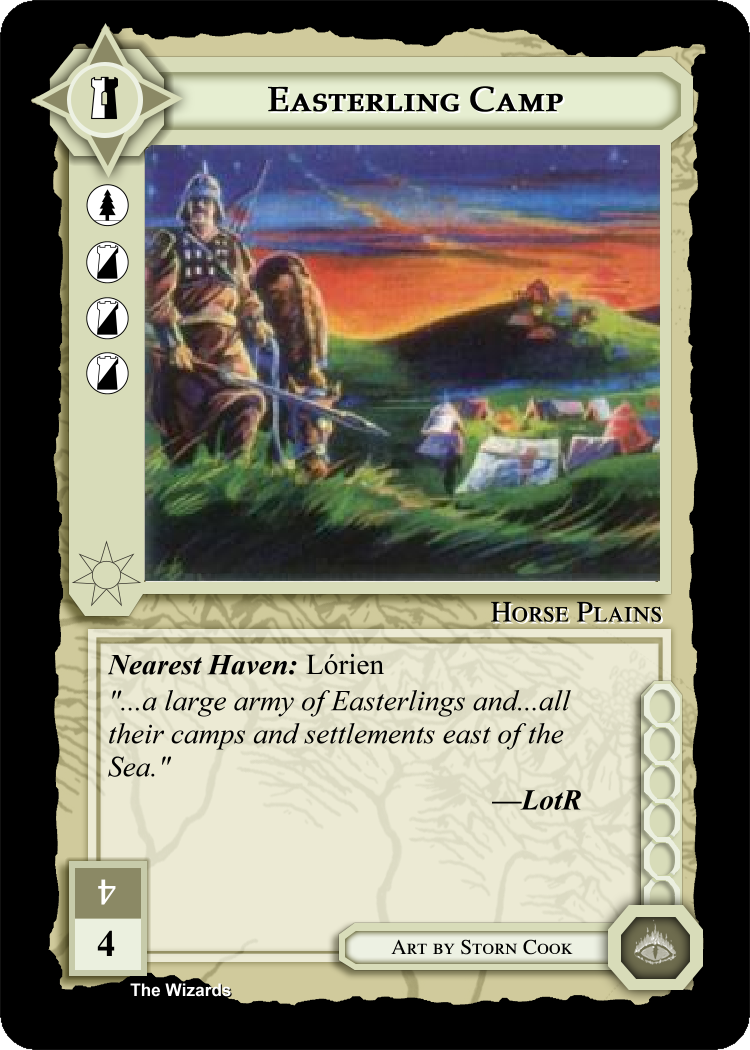 Easterling Camp
Horse Plains
Nearest Haven: Lórien
"...a large army of Easterlings and...all
their camps and settlements east of the
Sea."
—LotR
4
4
Art by Storn Cook
The Wizards